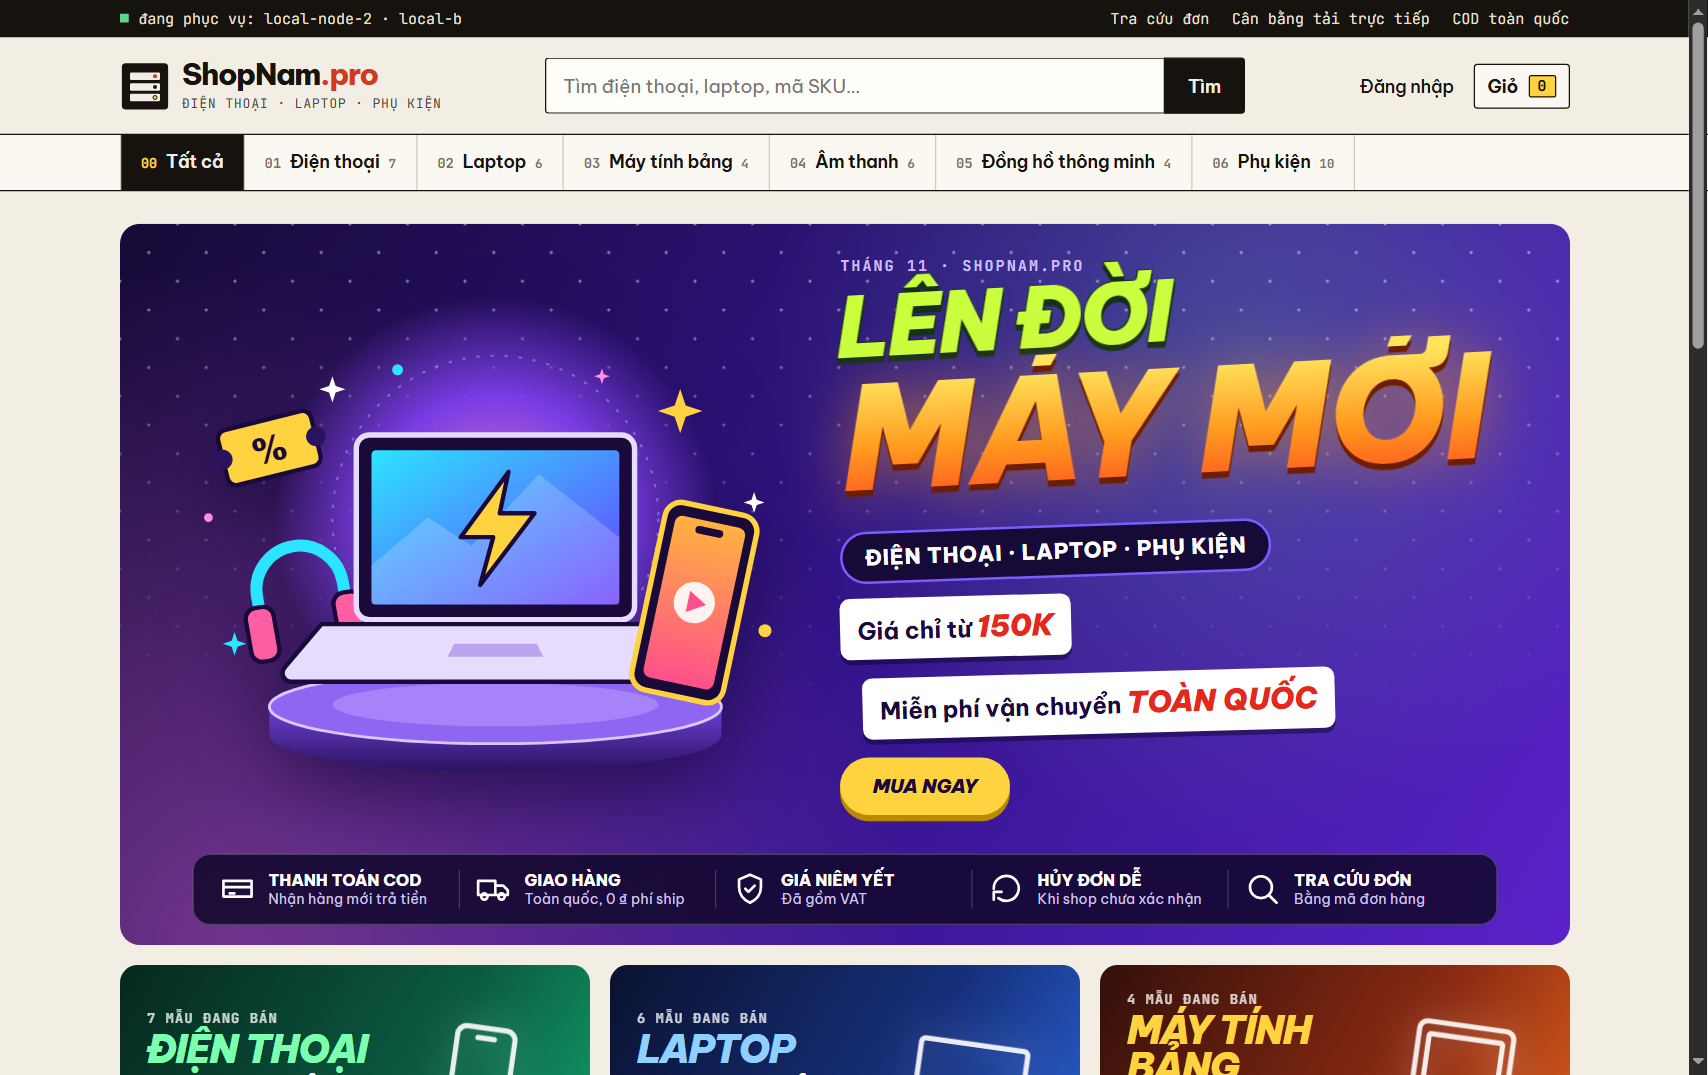 đang phục vụ: local-node-2 · local-b
Tra cứu đơn
Cân bằng tải trực tiếp
COD toàn quốc
ShopNam.pro
ĐIỆN THOẠI · LAPTOP · PHỤ KIỆN
Tìm điện thoại, laptop, mã SKU...
Tìm
Đăng nhập
Giỏ 0
00 Tất cả
01 Điện thoại 7
02 Laptop 6
03 Máy tính bảng 4
04 Âm thanh 6
05 Đồng hồ thông minh 4
06 Phụ kiện 10
THÁNG 11 · SHOPNAM.PRO
LÊN ĐỜI
MÁY MỚI
%
ĐIỆN THOẠI · LAPTOP · PHỤ KIỆN
Giá chỉ từ 150K
Miễn phí vận chuyển TOÀN QUỐC
MUA NGAY
THANH TOÁN COD
Nhận hàng mới trả tiền
GIAO HÀNG
Toàn quốc, 0 ₫ phí ship
GIÁ NIÊM YẾT
Đã gồm VAT
HỦY ĐƠN DỄ
Khi shop chưa xác nhận
TRA CỨU ĐƠN
Bằng mã đơn hàng
7 MẪU ĐANG BÁN
ĐIỆN THOẠI
6 MẪU ĐANG BÁN
LAPTOP
4 MẪU ĐANG BÁN
MÁY TÍNH
BẢNG